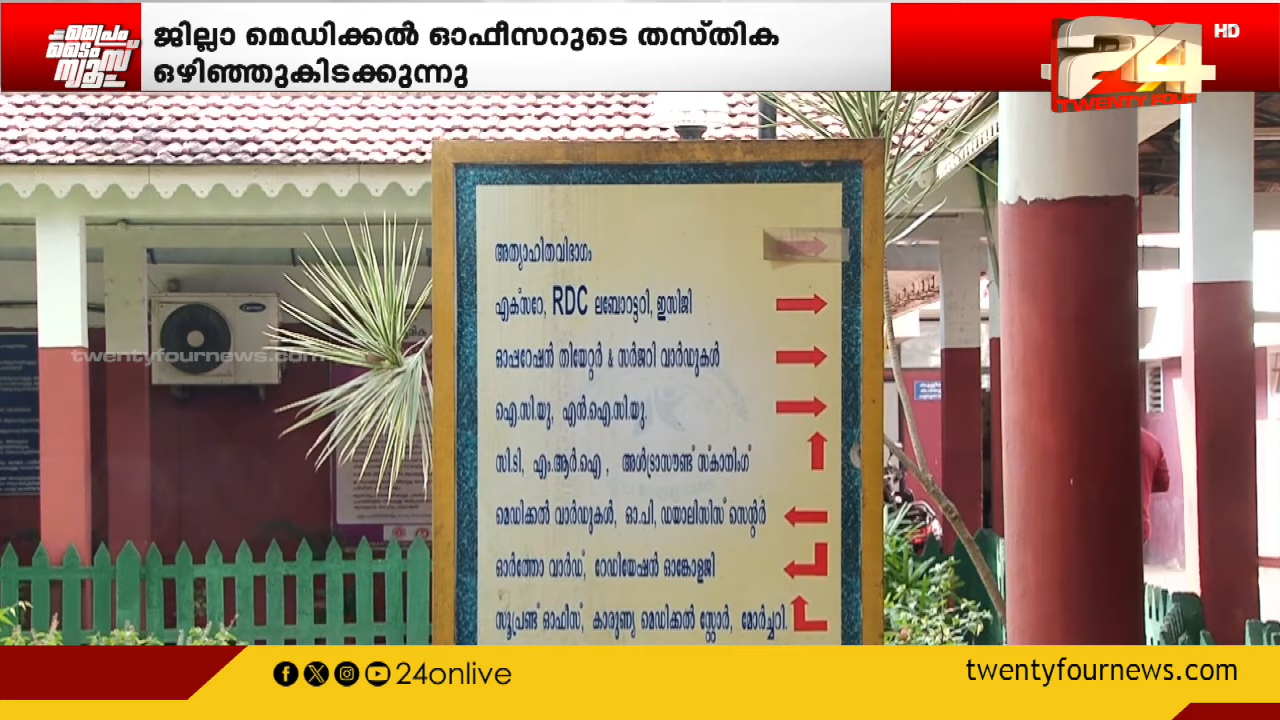 പ്രൈം
ടൈം
ന്യൂസ്
ജില്ലാ മെഡിക്കൽ ഓഫീസറുടെ തസ്തിക
ഒഴിഞ്ഞുകിടക്കുന്നു
24
HD
TWENTY FOUR
അത്യാഹിതവിഭാഗം
എക്സറേ, RDC ലബോറട്ടറി, ഇസിജി
ഓപ്പറേഷൻ തിയേറ്റർ & സർജറി വാർഡുകൾ
ഐ.സി.യു, എൻ.ഐ.സി.യു.
സി.ടി, എം.ആർ.ഐ , അൾട്രാസൗണ്ട് സ്കാനിംഗ്
മെഡിക്കൽ വാർഡുകൾ, ഓ.പി, ഡയാലിസിസ് സെന്റർ
ഓർത്തോ വാർഡ്, റേഡിയേഷൻ ഓങ്കോളജി
സൂപ്രണ്ട് ഓഫീസ്, കാരുണ്യ മെഡിക്കൽ സ്റ്റോർ, മോർച്ചറി.
twentyfournews.com
24onlive
twentyfournews.com